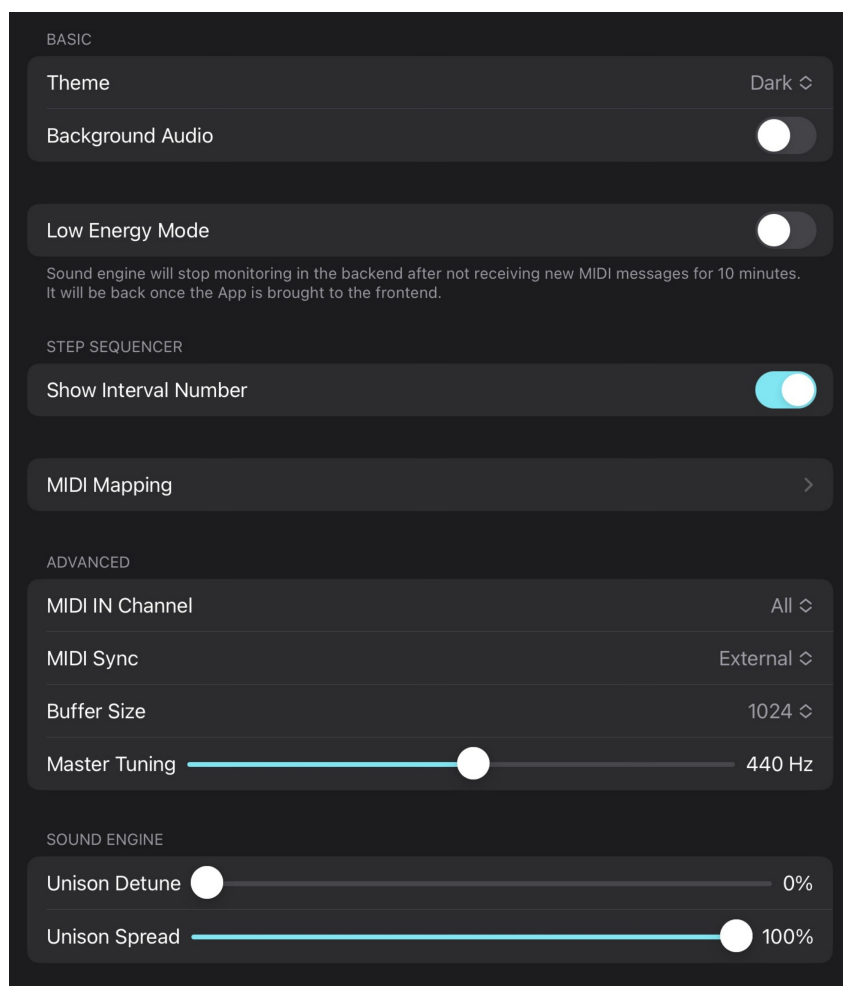 BASIC
Theme Dark
Background Audio
Low Energy Mode
Sound engine will stop monitoring in the backend after not receiving new MIDI messages for 10 minutes.
It will be back once the App is brought to the frontend.
STEP SEQUENCER
Show Interval Number
MIDI Mapping
ADVANCED
MIDI IN Channel All
MIDI Sync External
Buffer Size 1024
Master Tuning 440 Hz
SOUND ENGINE
Unison Detune 0%
Unison Spread 100%